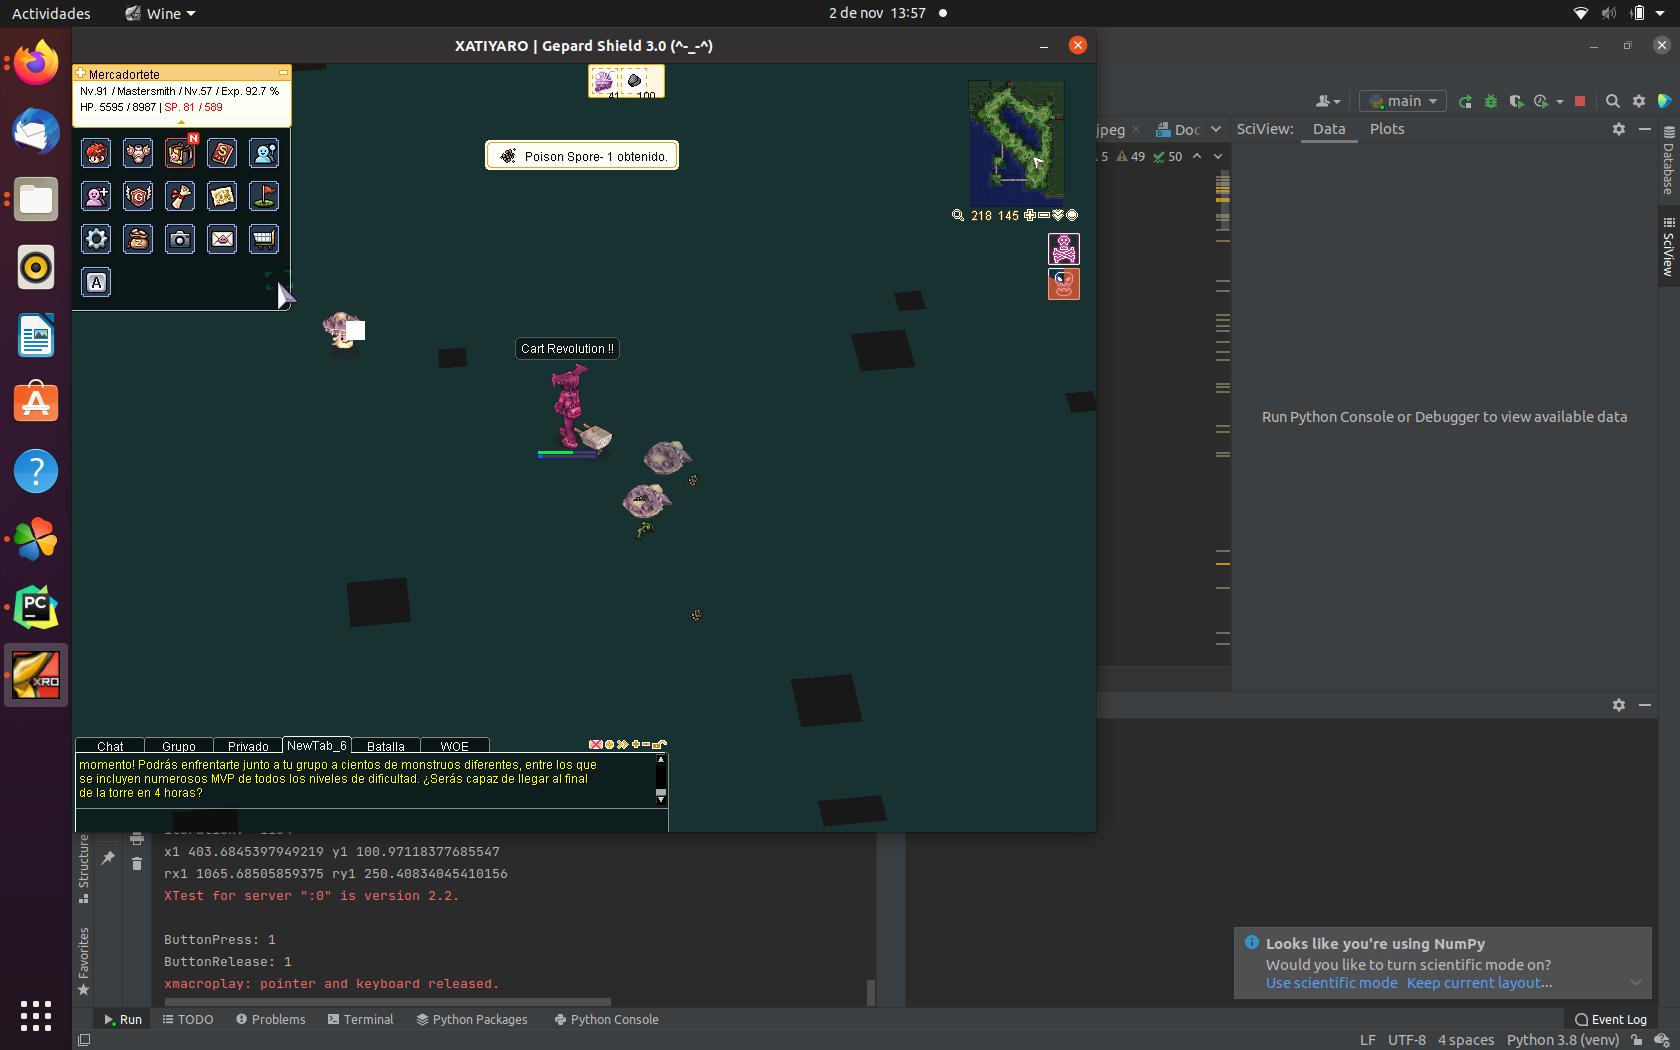 Actividades
Wine
2 de nov  13:57
XATIYARO | Gepard Shield 3.0 (^-_-^)
Mercadortete
Nv.91 / Mastersmith / Nv.57 / Exp. 92.7 %
HP. 5595 / 8987 | SP. 81 / 589
N
A
41
100
Poison Spore- 1 obtenido.
218 145
Cart Revolution !!
Chat
Grupo
Privado
NewTab_6
Batalla
WOE
momento! Podrás enfrentarte junto a tu grupo a cientos de monstruos diferentes, entre los que
se incluyen numerosos MVP de todos los niveles de dificultad. ¿Serás capaz de llegar al final
de la torre en 4 horas?
main
jpeg
Doc
SciView:
Data
Plots
5
49
50
Database
SciView
Run Python Console or Debugger to view available data
PC
XRO
Structure
Favorites
x1 403.6845397949219 y1 100.97118377685547
rx1 1065.68505859375 ry1 250.40834045410156
XTest for server ":0" is version 2.2.
ButtonPress: 1
ButtonRelease: 1
xmacroplay: pointer and keyboard released.
Looks like you're using NumPy
Would you like to turn scientific mode on?
Use scientific mode
Keep current layout...
Run
TODO
Problems
Terminal
Python Packages
Python Console
Event Log
LF
UTF-8
4 spaces
Python 3.8 (venv)